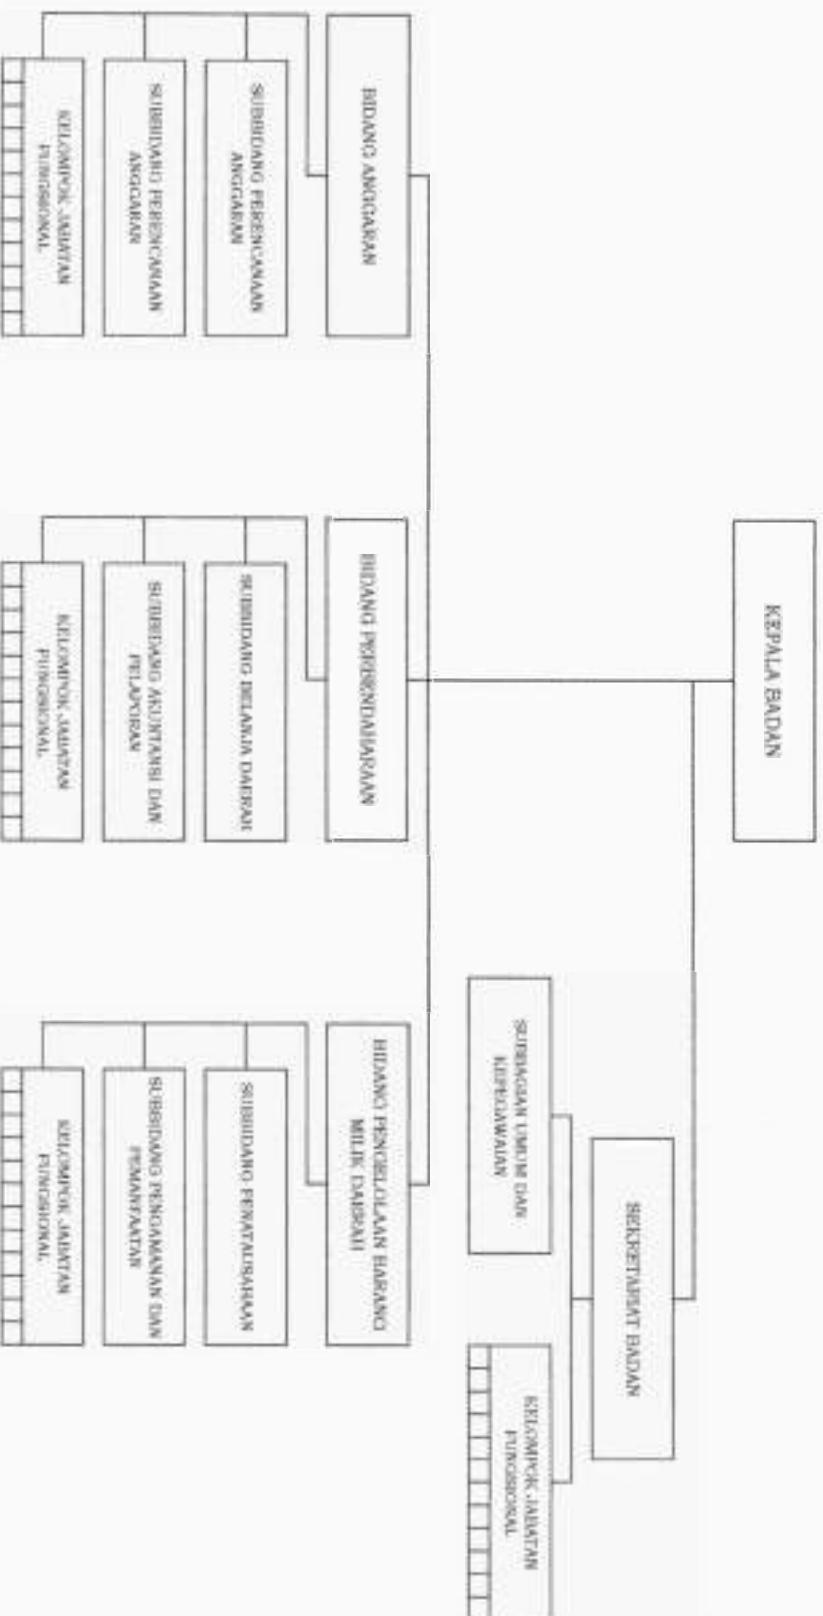 KEPALA BADAN
SEKRETARIAT BADAN
SUBBAGIAN UMUM DAN
KEPEGAWAIAN
KELOMPOK JABATAN
FUNGSIONAL
BIDANG ANGGARAN
SUBBIDANG PERENCANAAN
ANGGARAN
SUBBIDANG PERENCANAAN
ANGGARAN
KELOMPOK JABATAN
FUNGSIONAL
BIDANG PERBENDAHARAAN
SUBBIDANG BELANJA DAERAH
SUBBIDANG AKUNTANSI DAN
PELAPORAN
KELOMPOK JABATAN
FUNGSIONAL
BIDANG PENGELOLAAN BARANG
MILIK DAERAH
SUBBIDANG PENATAUSAHAAN
SUBBIDANG PENGAMANAN DAN
PEMANFAATAN
KELOMPOK JABATAN
FUNGSIONAL